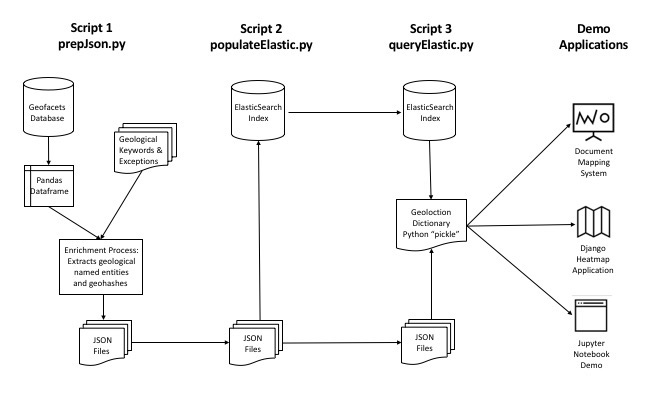 Script 1
prepJson.py
Script 2
populateElastic.py
Script 3
queryElastic.py
Demo
Applications
Geofacets
Database
Geological
Keywords &
Exceptions
Pandas
Dataframe
Enrichment Process:
Extracts geological
named entities
and geohashes
JSON
Files
ElasticSearch
Index
JSON
Files
ElasticSearch
Index
Geoloction
Dictionary
Python "pickle"
JSON
Files
Document
Mapping
System
Django
Heatmap
Application
Jupyter
Notebook
Demo